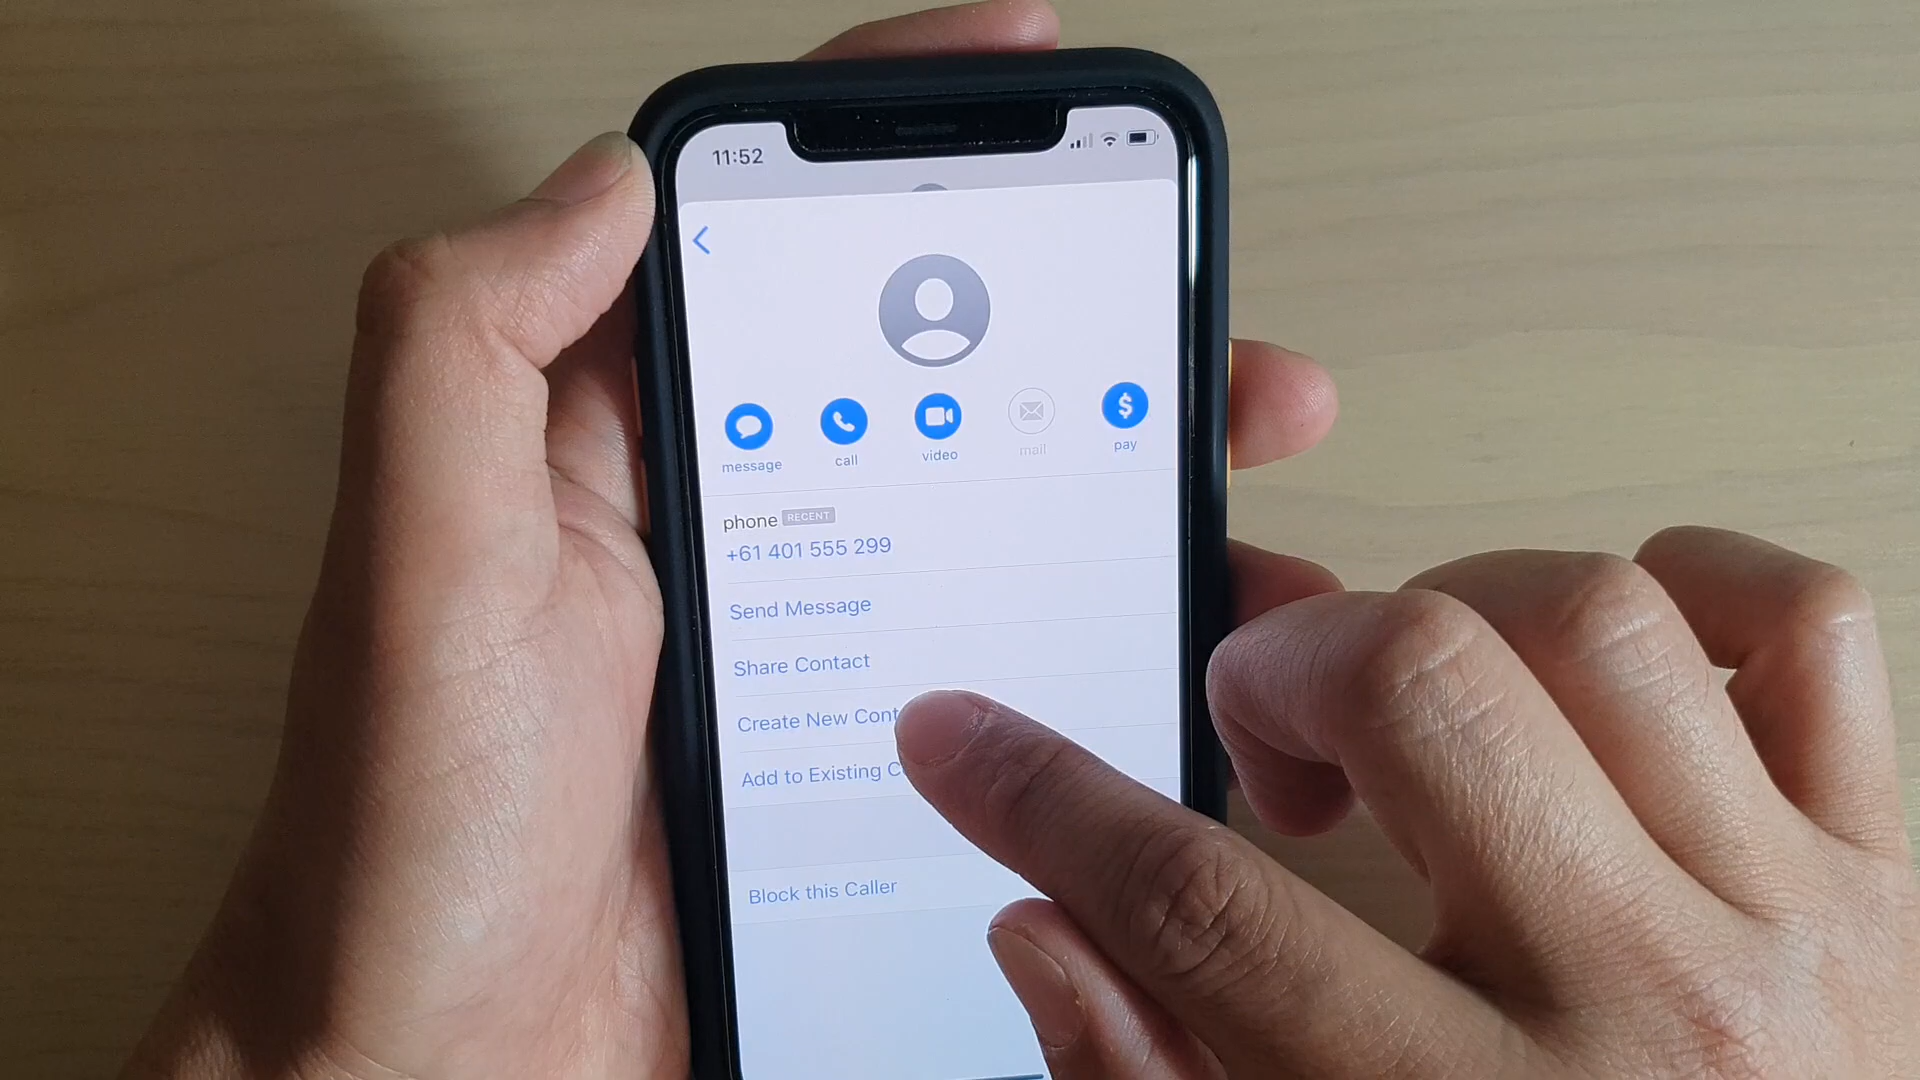 11:52
message call video mail pay
phone RECENT
+61 401 555 299
Send Message
Share Contact
Create New
Add to Existing
Block this Caller